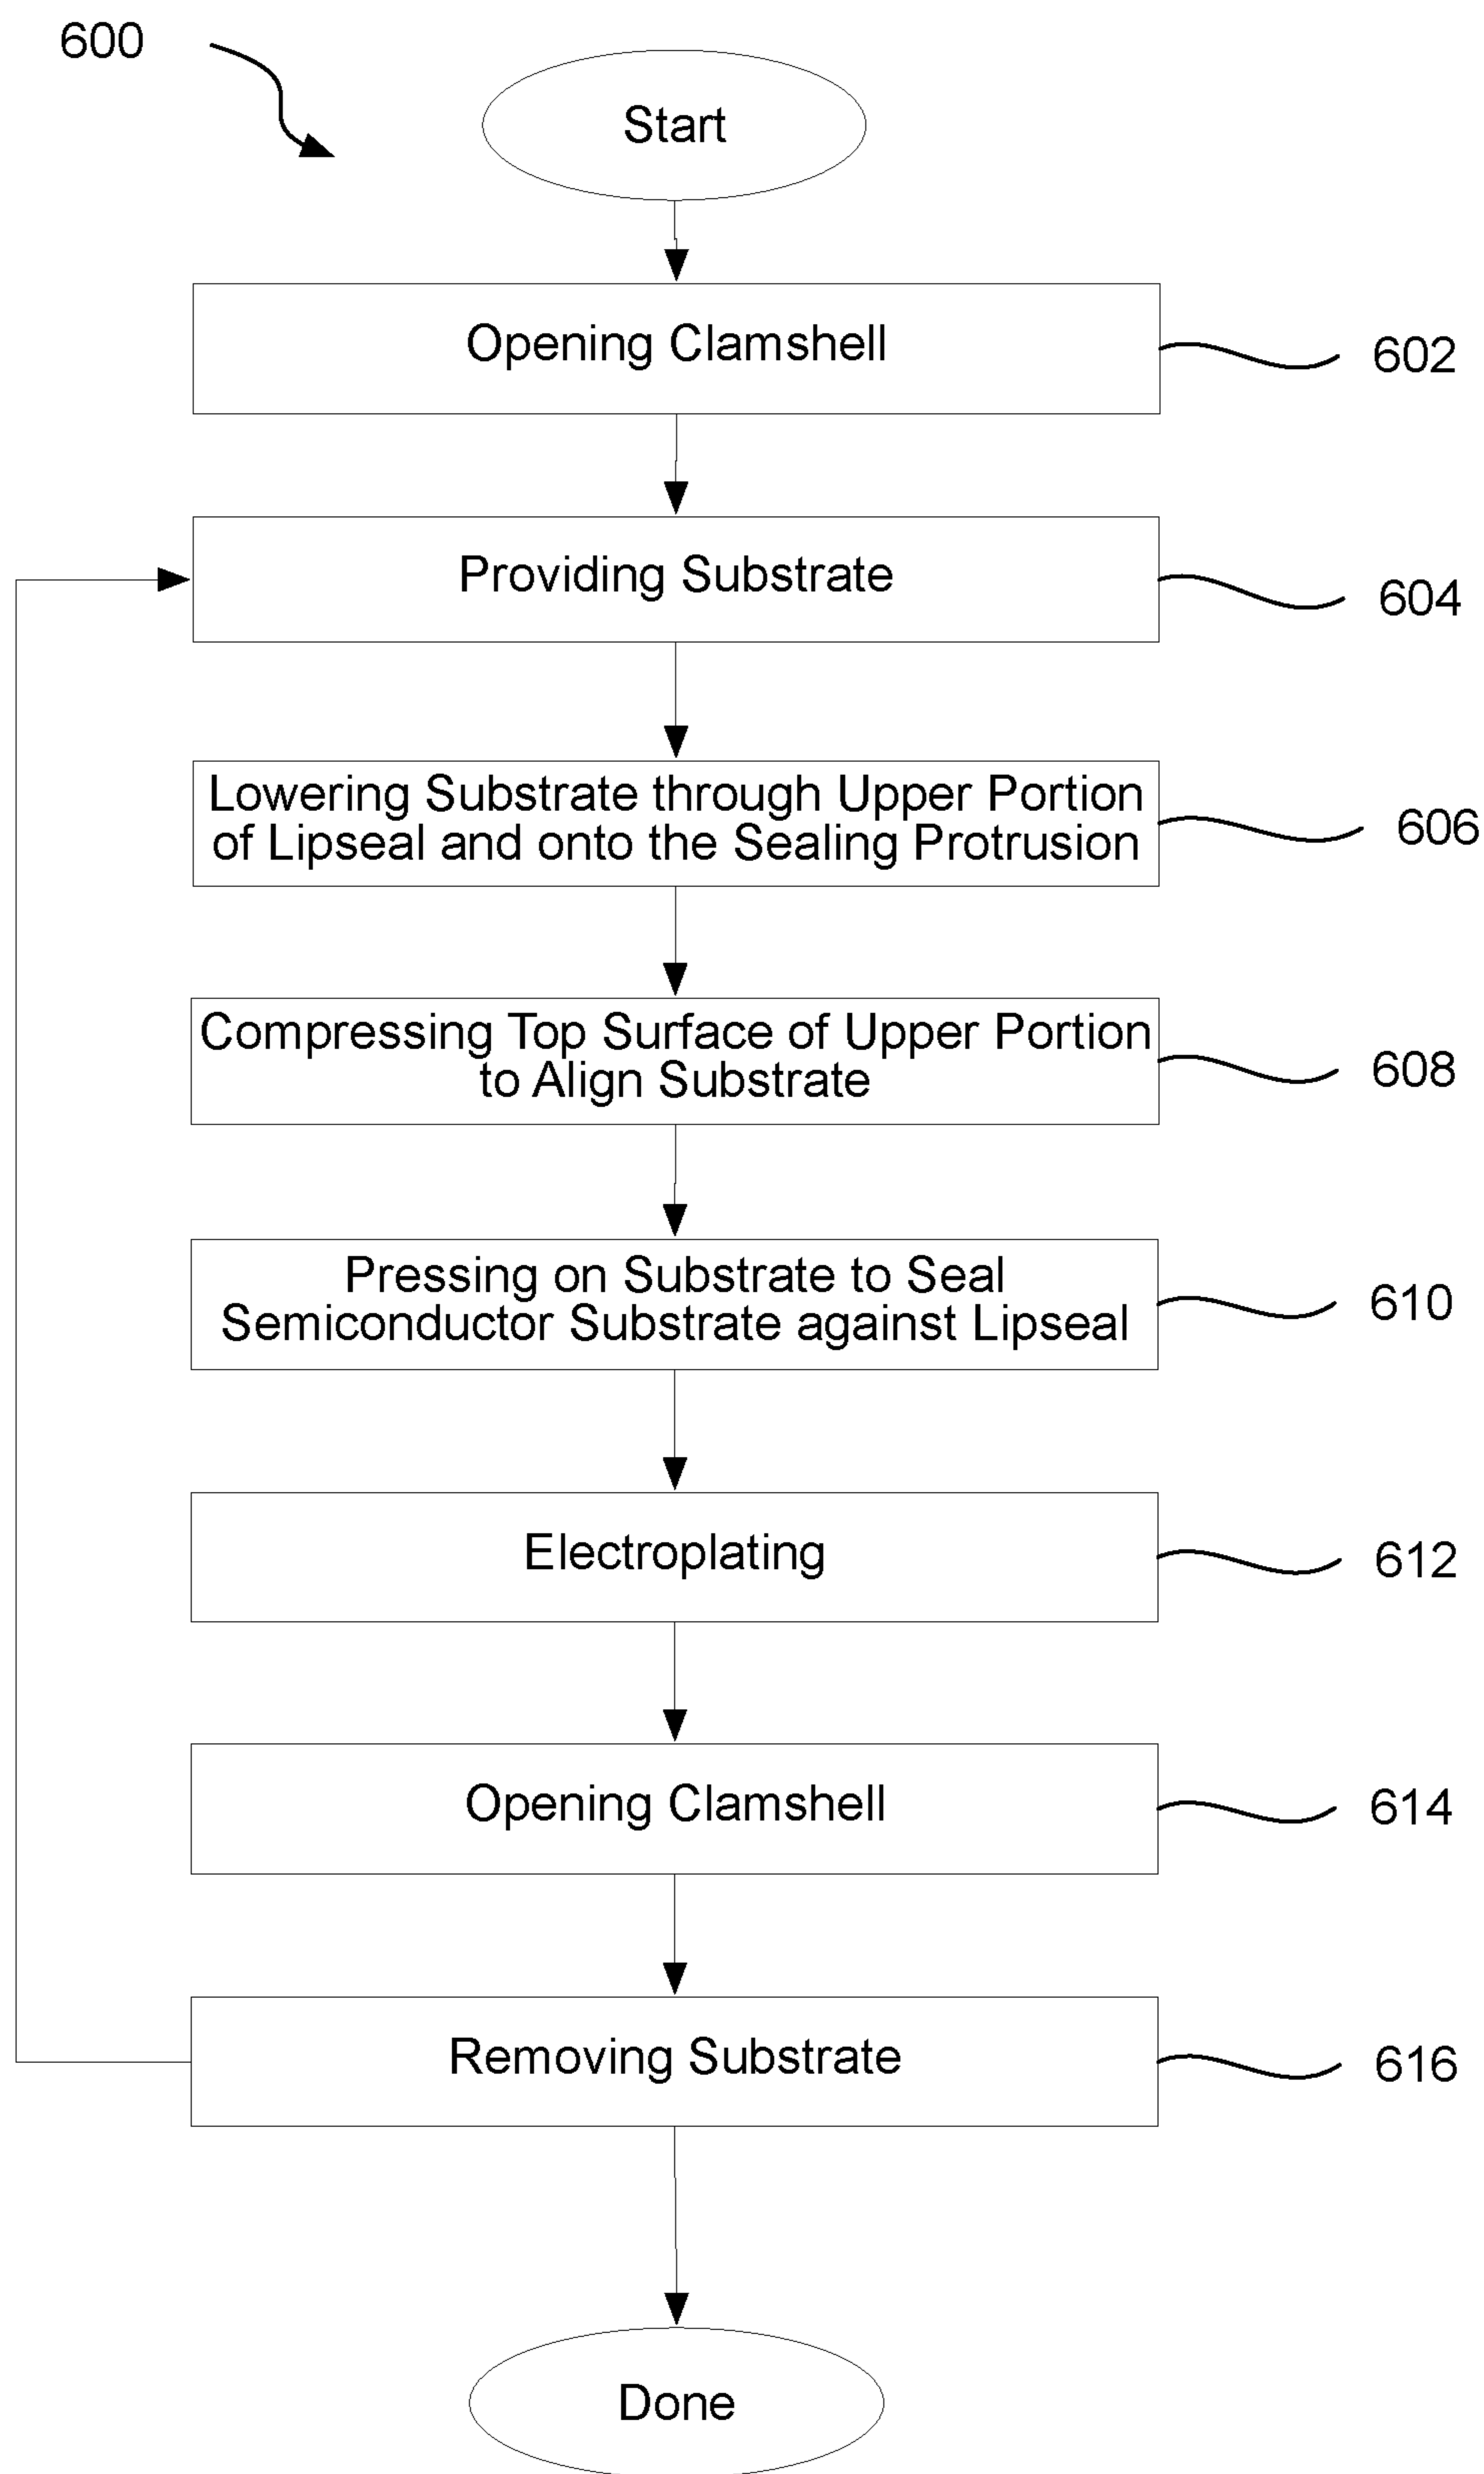 600
Start
Opening Clamshell
602
Providing Substrate
604
Lowering Substrate through Upper Portion
of Lipseal and onto the Sealing Protrusion
606
Compressing Top Surface of Upper Portion
to Align Substrate
608
Pressing on Substrate to Seal
Semiconductor Substrate against Lipseal
610
Electroplating
612
Opening Clamshell
614
Removing Substrate
616
Done